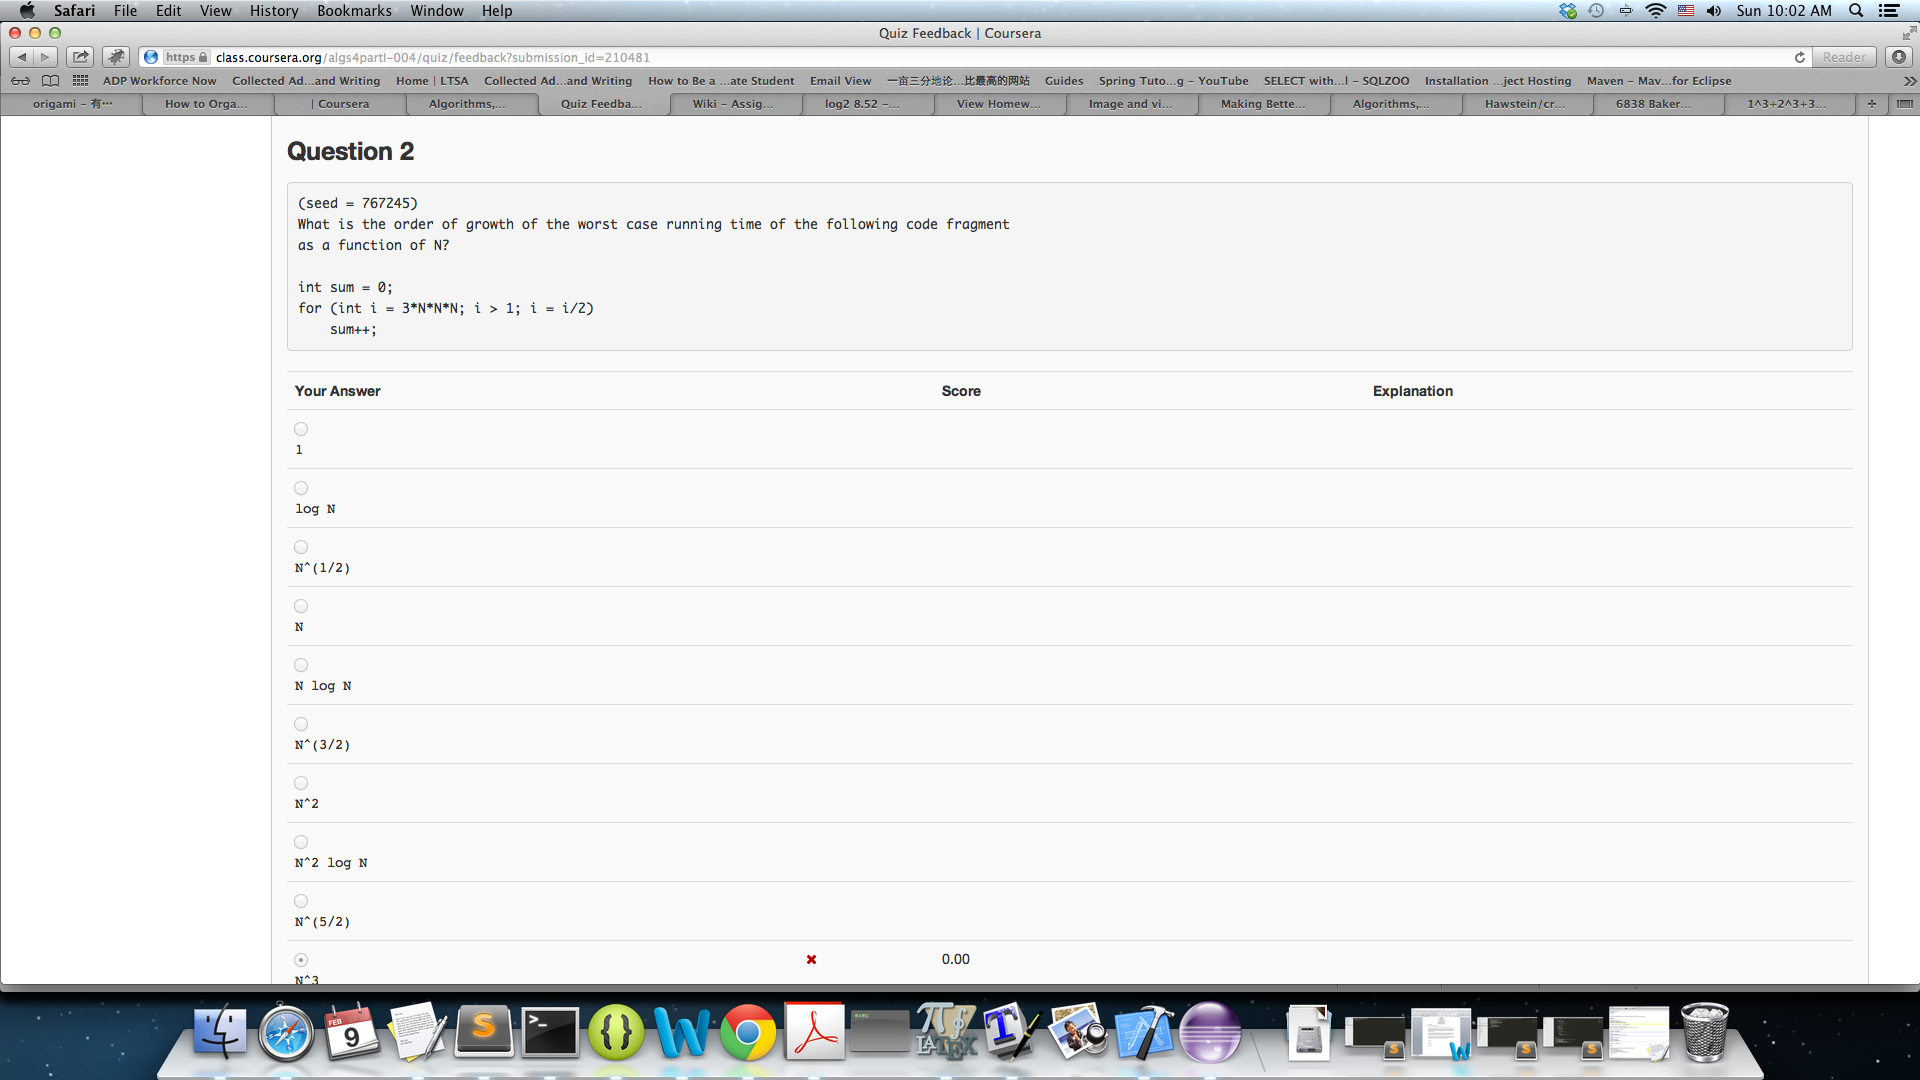 Safari File Edit View History Bookmarks Window Help Sun 10:02 AM
Quiz Feedback | Coursera
https class.coursera.org/algs4partI-004/quiz/feedback?submission_id=210481 Reader
ADP Workforce Now Collected Ad...and Writing Home | LTSA Collected Ad...and Writing How to Be a ...ate Student Email View 一亩三分地论...比最高的网站 Guides Spring Tuto...g - YouTube SELECT with...l - SQLZOO Installation ...ject Hosting Maven - Mav...for Eclipse
origami - 有... How to Orga... | Coursera Algorithms,... Quiz Feedba... Wiki - Assig... log2 8.52 -... View Homew... Image and vi... Making Bette... Algorithms,... Hawstein/cr... 6838 Baker... 1^3+2^3+3...
Question 2
(seed = 767245)
What is the order of growth of the worst case running time of the following code fragment
as a function of N?
int sum = 0;
for (int i = 3*N*N*N; i > 1; i = i/2)
sum++;
Your Answer Score Explanation
1
log N
N^(1/2)
N
N log N
N^(3/2)
N^2
N^2 log N
N^(5/2)
0.00
N^3
FEB
9